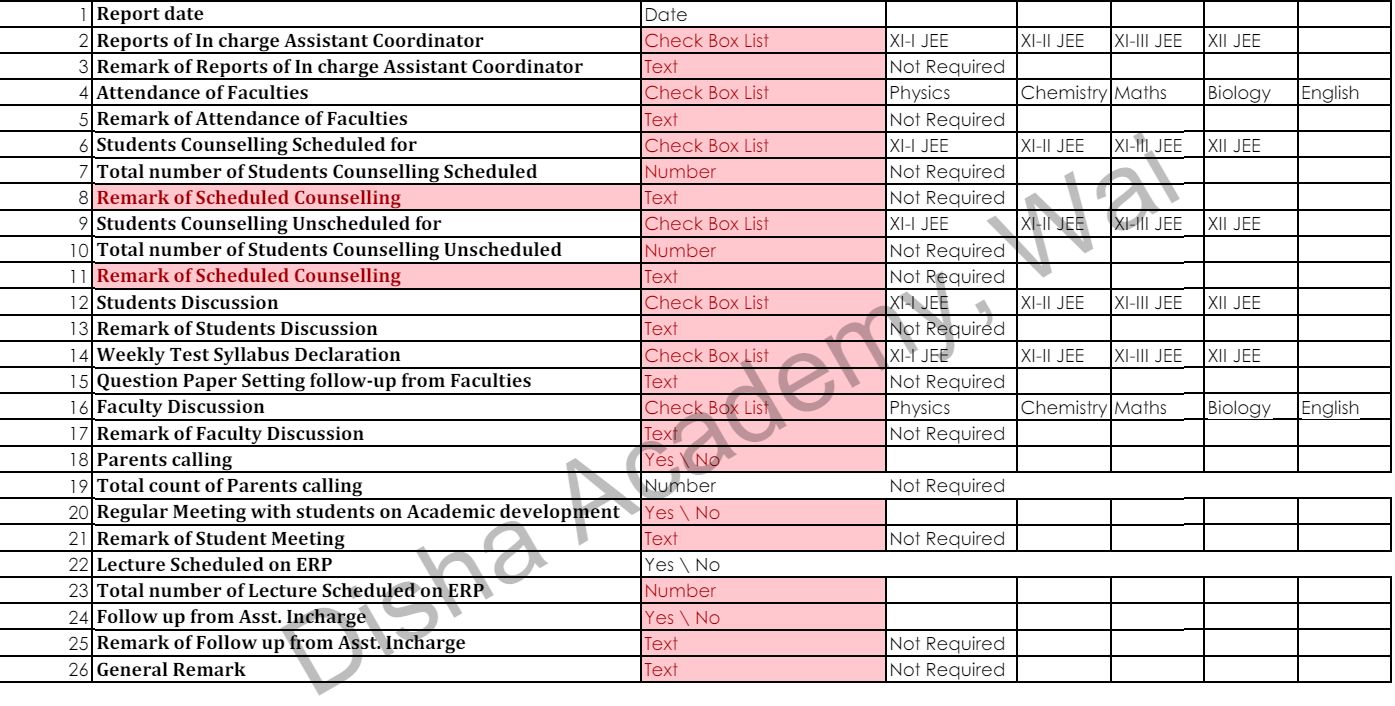 1 Report date Date
2 Reports of In charge Assistant Coordinator Check Box List XI-I JEE XI-II JEE XI-III JEE XII JEE
3 Remark of Reports of In charge Assistant Coordinator Text Not Required
4 Attendance of Faculties Check Box List Physics Chemistry Maths Biology English
5 Remark of Attendance of Faculties Text Not Required
6 Students Counselling Scheduled for Check Box List XI-I JEE XI-II JEE XI-III JEE XII JEE
7 Total number of Students Counselling Scheduled Number Not Required
8 Remark of Scheduled Counselling Text Not Required
9 Students Counselling Unscheduled for Check Box List XI-I JEE XI-II JEE XI-III JEE XII JEE
10 Total number of Students Counselling Unscheduled Number Not Required
11 Remark of Scheduled Counselling Text Not Required
12 Students Discussion Check Box List XI-I JEE XI-II JEE XI-III JEE XII JEE
13 Remark of Students Discussion Text Not Required
14 Weekly Test Syllabus Declaration Check Box List XI-I JEE XI-II JEE XI-III JEE XII JEE
15 Question Paper Setting follow-up from Faculties Text Not Required
16 Faculty Discussion Check Box List Physics Chemistry Maths Biology English
17 Remark of Faculty Discussion Text Not Required
18 Parents calling Yes \ No
19 Total count of Parents calling Number Not Required
20 Regular Meeting with students on Academic development Yes \ No
21 Remark of Student Meeting Text Not Required
22 Lecture Scheduled on ERP Yes \ No
23 Total number of Lecture Scheduled on ERP Number
24 Follow up from Asst. Incharge Yes \ No
25 Remark of Follow up from Asst. Incharge Text Not Required
26 General Remark Text Not Required
Disha Academy, Wai